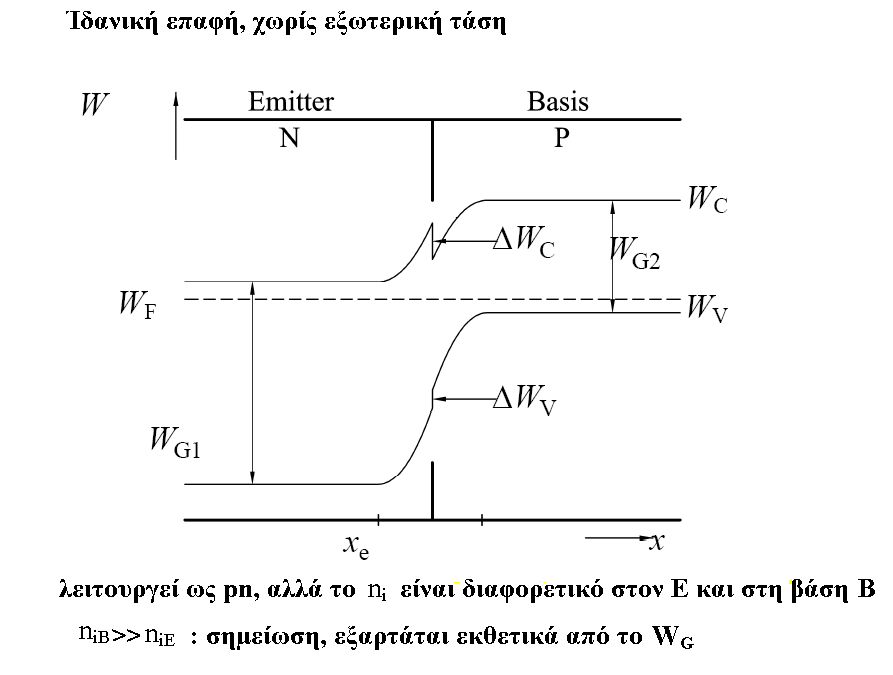 Ἰδανική επαφή, χωρίς εξωτερική τάση
W Emitter Basis
N P
W_C
ΔW_C W_G2
W_F W_V
ΔW_V
W_G1
x_e x
λειτουργεί ως pn, αλλά το n_i είναι διαφορετικό στον Ε και στη βάση Β
n_iB>>n_iE : σημείωση, εξαρτάται εκθετικά από το W_G